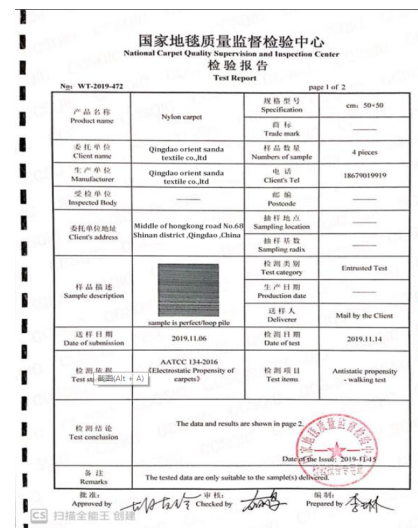 国家地毯质量监督检验中心
National Carpet Quality Supervision and Inspection Center
检验报告
Test Report
No: WT-2019-472 page 1 of 2
产品名称
Product name
Nylon carpet
规格型号
Specification
cm: 50×50
商标
Trade mark
委托单位
Client name
Qingdao orient sanda
textile co.,ltd
样品数量
Numbers of sample
4 pieces
生产单位
Manufacturer
Qingdao orient sanda
textile co.,ltd
电话
Client's Tel
18679019919
受检单位
Inspected Body
邮编
Postcode
委托单位地址
Client's address
Middle of hongkong road No.68
Shinan district ,Qingdao ,China
抽样地点
Sampling location
抽样基数
Sampling radix
样品描述
Sample description
sample is perfect/loop pile
检测类别
Test category
Entrusted Test
生产日期
Production date
送样人
Deliverer
Mail by the Client
送样日期
Date of submission
2019.11.06
检测日期
Date of test
2019.11.14
检测依据
Test
截图(Alt + A)
AATCC 134-2016
《Electrostatic Propensity of
carpets》
检测项目
Test items
Antistatic propensity
- walking test
检测结论
Test conclusion
The data and results are shown in page 2.
Date of the Issue: 2019-11-15
备注
Remarks
The tested data are only suitable to the sample(s) delivered.
批准:
Approved by
审核:
Checked by
编制:
Prepared by
CS 扫描全能王 创建